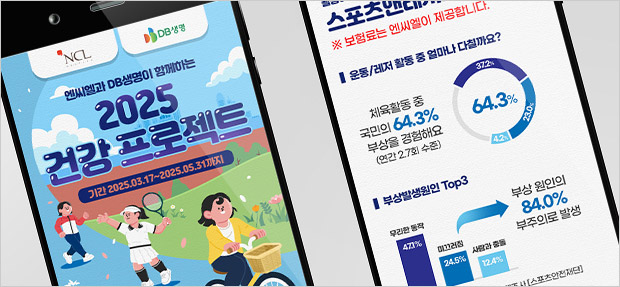 NCL
DB생명
엔씨엘과 DB생명이 함께하는
2025
건강 프로젝트
기간 2025.03.17~2025.05.31까지
스포츠앤레저
※ 보험료는 엔씨엘이 제공합니다.
운동/레저 활동 중 얼마나 다칠까요?
체육활동 중
국민의 64.3%
부상을 경험해요
(연간 2.7회 수준)
37.2%
64.3%
23.0%
4.2%
부상발생원인 Top3
무리한 동작
47.1%
미끄러짐
24.5%
사람과 충돌
12.4%
부상 원인의
84.0%
부주의로 발생
[스포츠안전재단]